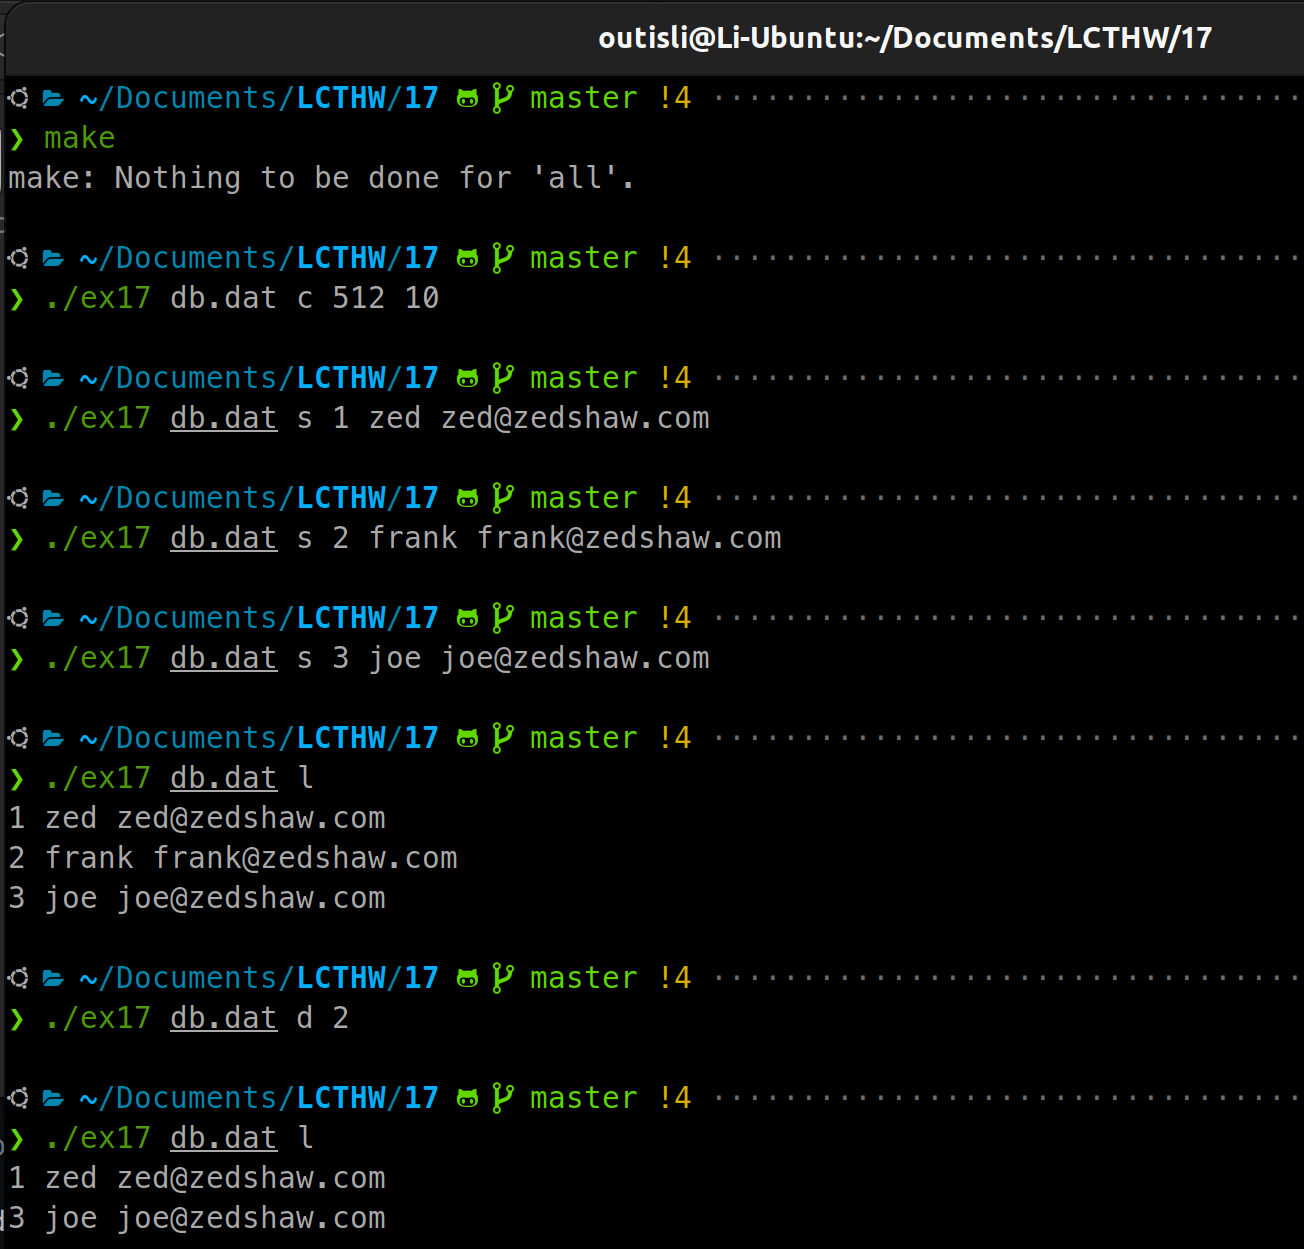 outisli@Li-Ubuntu:~/Documents/LCTHW/17
~/Documents/LCTHW/17 master !4
❯ make
make: Nothing to be done for 'all'.
~/Documents/LCTHW/17 master !4
❯ ./ex17 db.dat c 512 10
~/Documents/LCTHW/17 master !4
❯ ./ex17 db.dat s 1 zed zed@zedshaw.com
~/Documents/LCTHW/17 master !4
❯ ./ex17 db.dat s 2 frank frank@zedshaw.com
~/Documents/LCTHW/17 master !4
❯ ./ex17 db.dat s 3 joe joe@zedshaw.com
~/Documents/LCTHW/17 master !4
❯ ./ex17 db.dat l
1 zed zed@zedshaw.com
2 frank frank@zedshaw.com
3 joe joe@zedshaw.com
~/Documents/LCTHW/17 master !4
❯ ./ex17 db.dat d 2
~/Documents/LCTHW/17 master !4
❯ ./ex17 db.dat l
1 zed zed@zedshaw.com
3 joe joe@zedshaw.com